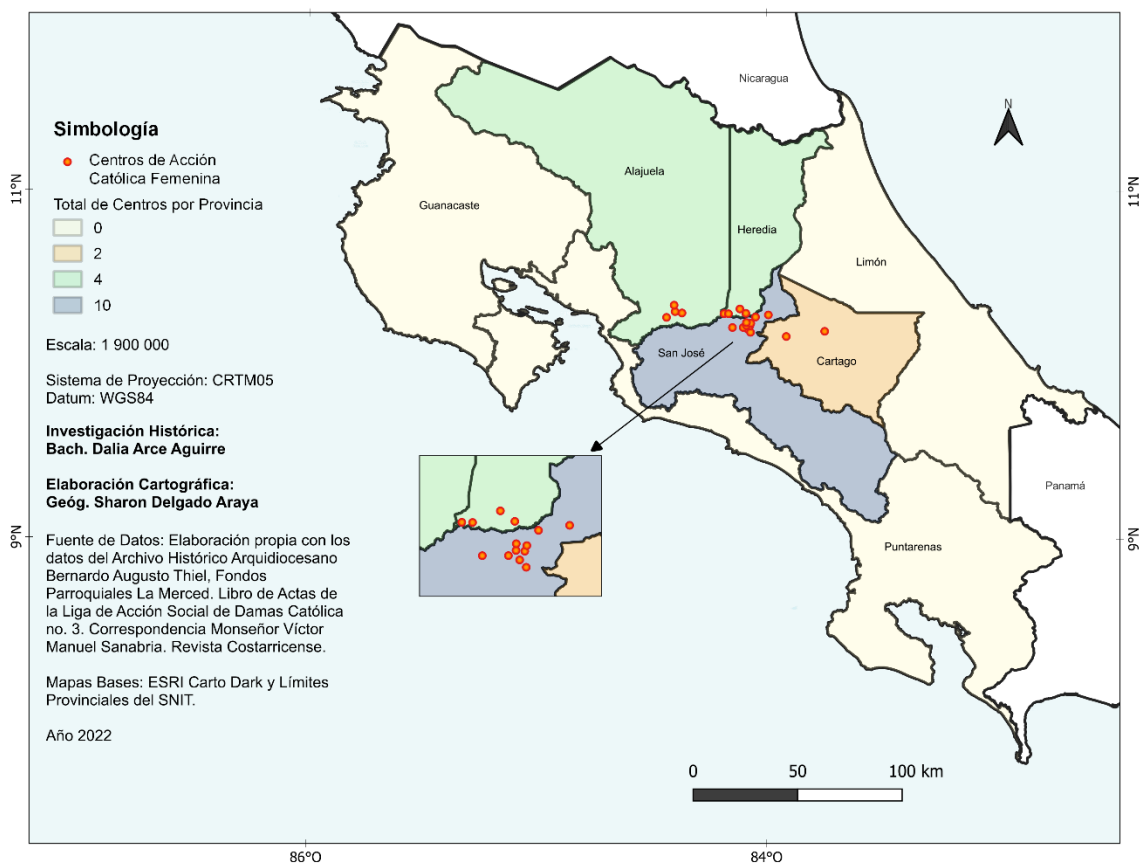 Simbología
Centros de Acción
Católica Femenina
Total de Centros por Provincia
0
2
4
10
Escala: 1 900 000
Sistema de Proyección: CRTM05
Datum: WGS84
Investigación Histórica:
Bach. Dalia Arce Aguirre
Elaboración Cartográfica:
Geóg. Sharon Delgado Araya
Fuente de Datos: Elaboración propia con los
datos del Archivo Histórico Arquidiocesano
Bernardo Augusto Thiel, Fondos
Parroquiales La Merced. Libro de Actas de
la Liga de Acción Social de Damas Católica
no. 3. Correspondencia Monseñor Víctor
Manuel Sanabria. Revista Costarricense.
Mapas Bases: ESRI Carto Dark y Límites
Provinciales del SNIT.
Año 2022
Nicaragua
N
Alajuela
Guanacaste
Heredia
Limón
San José
Cartago
Panamá
Puntarenas
11°N
11°N
9°N
9°N
0 50 100 km
86°O
84°O